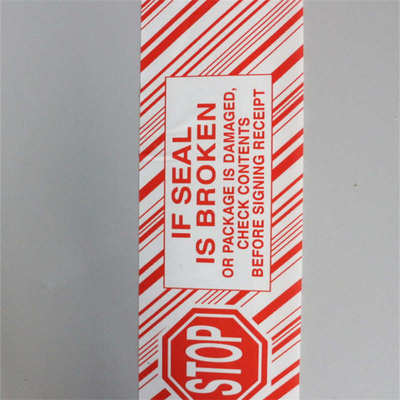 STOP
IF SEAL
IS BROKEN
OR PACKAGE IS DAMAGED,
CHECK CONTENTS
BEFORE SIGNING RECEIPT